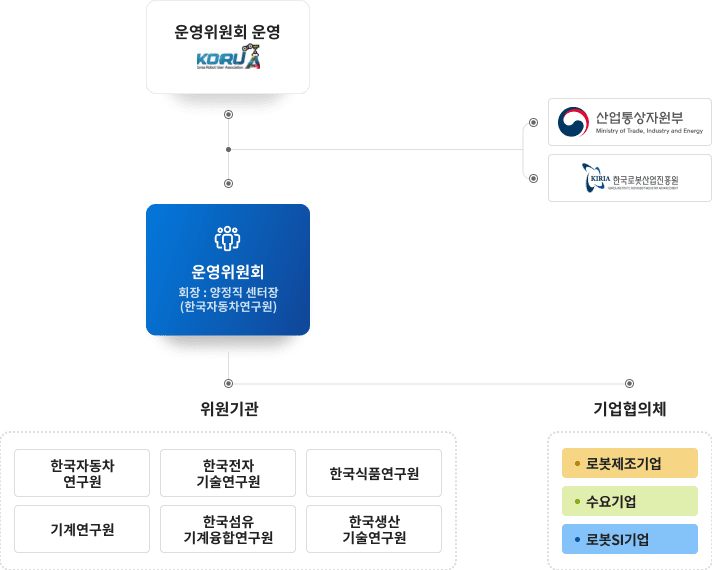 운영위원회 운영
KORUA
Korea Robot User Association
산업통상자원부
Ministry of Trade, Industry and Energy
KIRIA 한국로봇산업진흥원
운영위원회
회장 : 양정직 센터장
(한국자동차연구원)
위원기관
기업협의체
한국자동차
연구원
한국전자
기술연구원
한국식품연구원
기계연구원
한국섬유
기계융합연구원
한국생산
기술연구원
로봇제조기업
수요기업
로봇SI기업